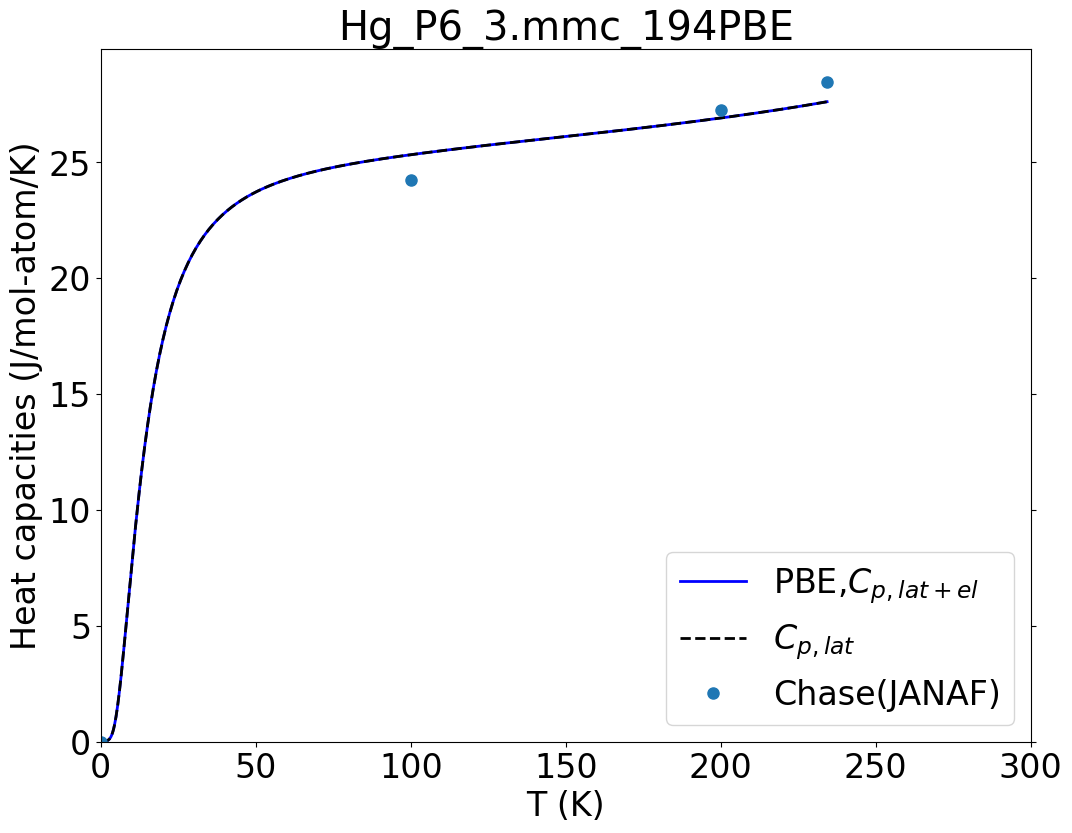 Hg_P6_3.mmc_194PBE
Heat capacities (J/mol-atom/K)
25
20
15
10
5
0
0 50 100 150 200 250 300
T (K)
PBE,C_{p, lat+el}
C_{p, lat}
Chase(JANAF)